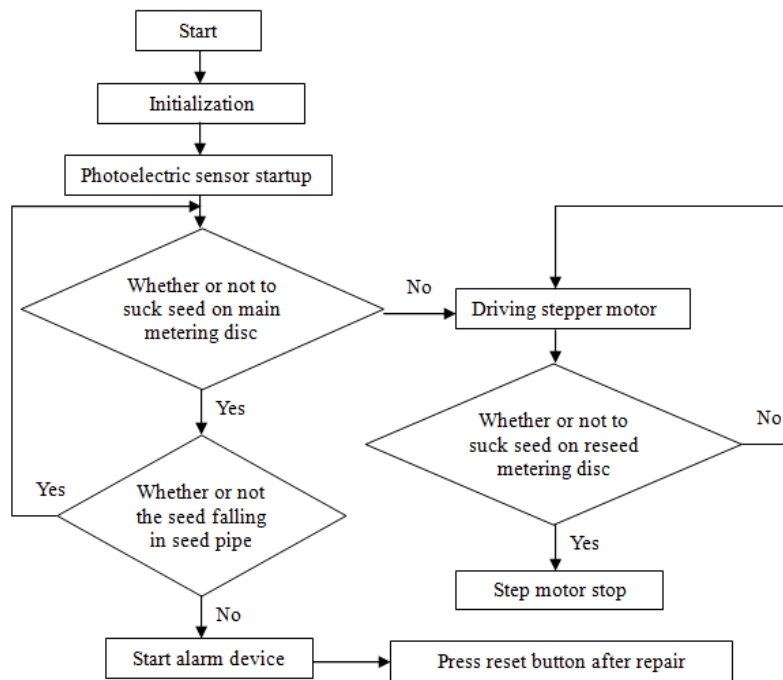 Start
Initialization
Photoelectric sensor startup
Whether or not to
suck seed on main
metering disc
No
Driving stepper motor
Yes
Whether or not to
suck seed on reseed
metering disc
No
Yes
Whether or not
the seed falling
in seed pipe
Yes
Step motor stop
No
Start alarm device
Press reset button after repair